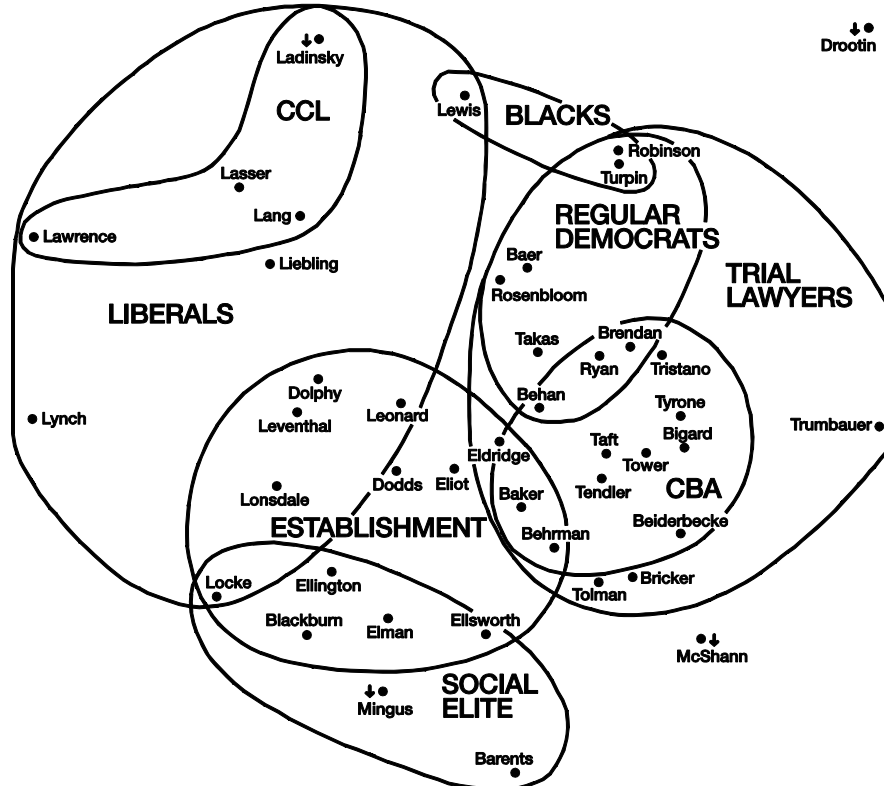 Drootin
Ladinsky
CCL
Lewis
BLACKS
Robinson
Turpin
Lasser
Lang
REGULAR
DEMOCRATS
Lawrence
Liebling
Baer
Rosenbloom
TRIAL
LAWYERS
LIBERALS
Takas
Brendan
Ryan
Tristano
Dolphy
Leventhal
Leonard
Behan
Tyrone
Lynch
Bigard
Trumbauer
Taft
Tower
Eldridge
Dodds
Eliot
Tendler
CBA
Lonsdale
Baker
ESTABLISHMENT
Behrman
Beiderbecke
Locke
Ellington
Tolman
Bricker
Blackburn
Elman
Ellsworth
McShann
SOCIAL
ELITE
Mingus
Barents